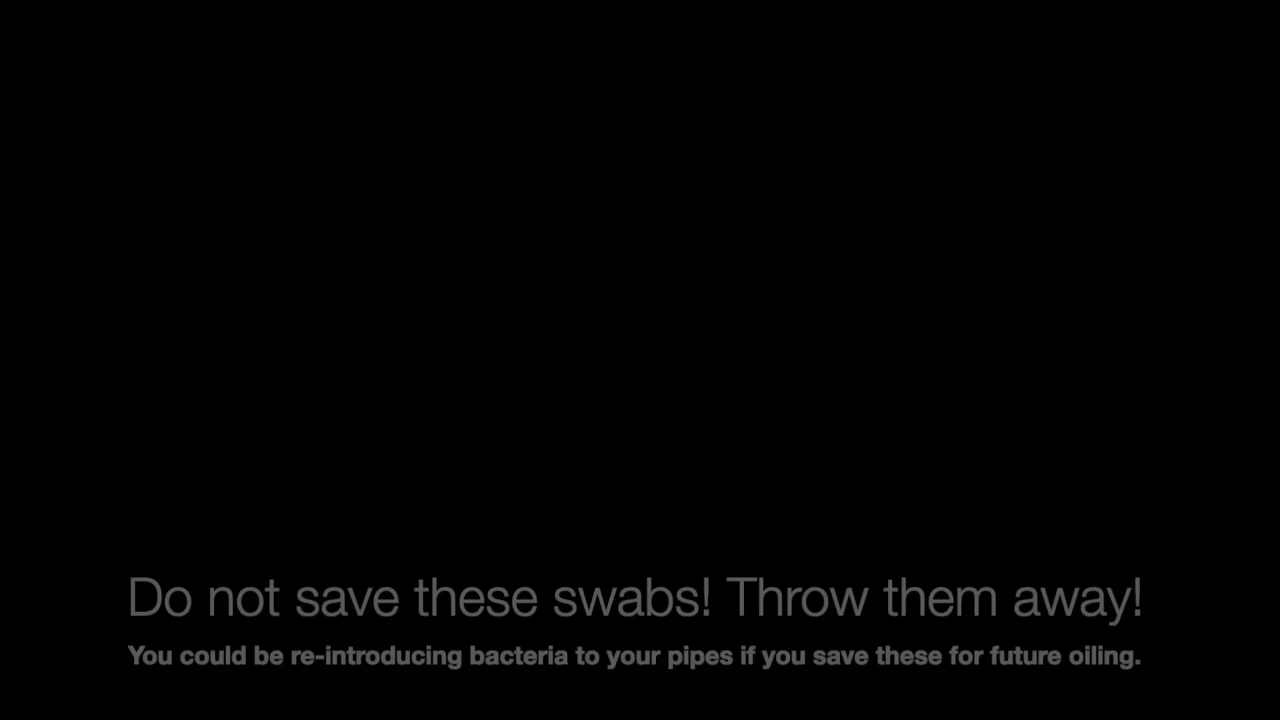 Do not save these swabs! Throw them away!
You could be re-introducing bacteria to your pipes if you save these for future oiling.